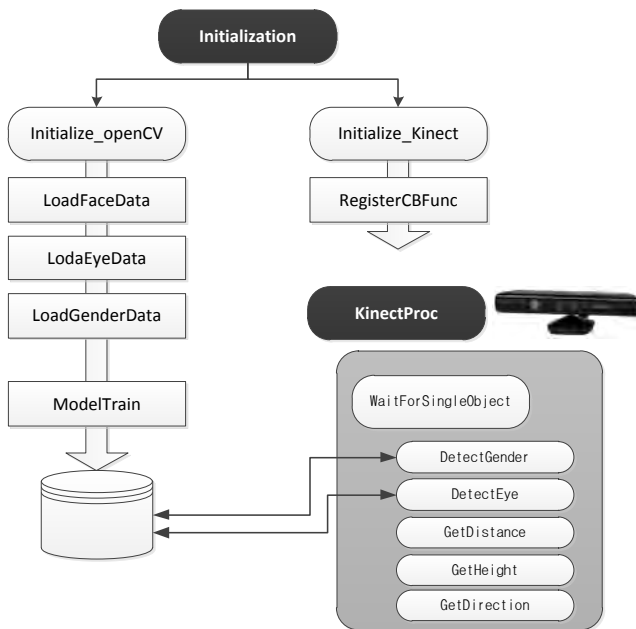 Initialization
Initialize_openCV
Initialize_Kinect
LoadFaceData
RegisterCBFunc
LodaEyeData
LoadGenderData
KinectProc
ModelTrain
WaitForSingleObject
DetectGender
DetectEye
GetDistance
GetHeight
GetDirection